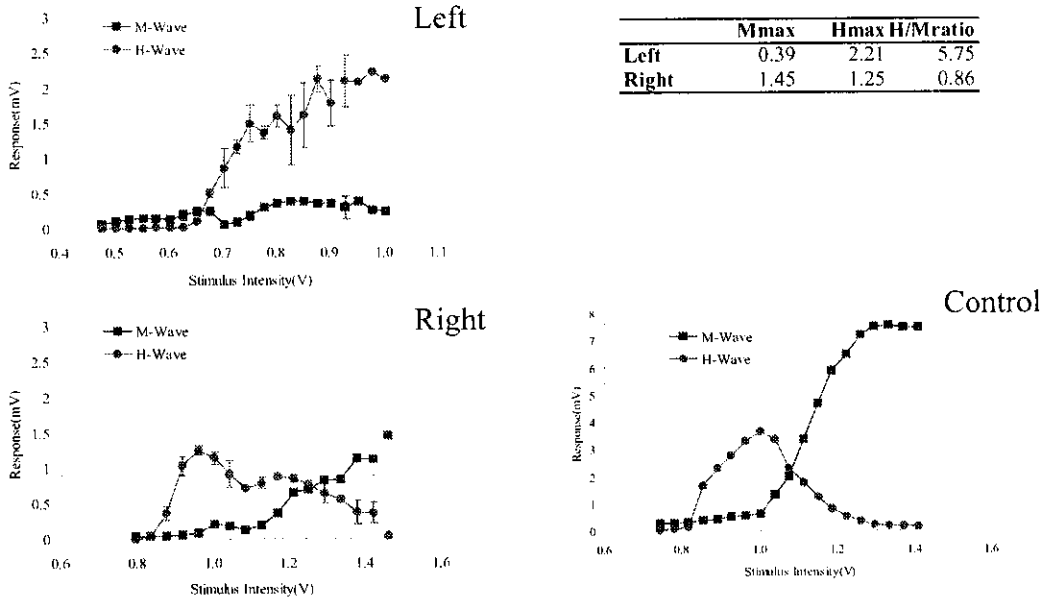 Left
3
2.5
2
1.5
1
0.5
0
Response(mV)
M-Wave
H-Wave
0.4 0.5 0.6 0.7 0.8 0.9 1.0 1.1
Stimulus Intensity(V)
Mmax Hmax H/Mratio
Left 0.39 2.21 5.75
Right 1.45 1.25 0.86
Right
3
2.5
2
1.5
1
0.5
0
Response(mV)
M-Wave
H-Wave
0.6 0.8 1.0 1.2 1.4 1.6
Stimulus Intensity(V)
Control
8
7
6
5
4
3
2
1
0
Response(mV)
M-Wave
H-Wave
0.6 0.8 1.0 1.2 1.4 1.6
Stimulus Intensity(V)